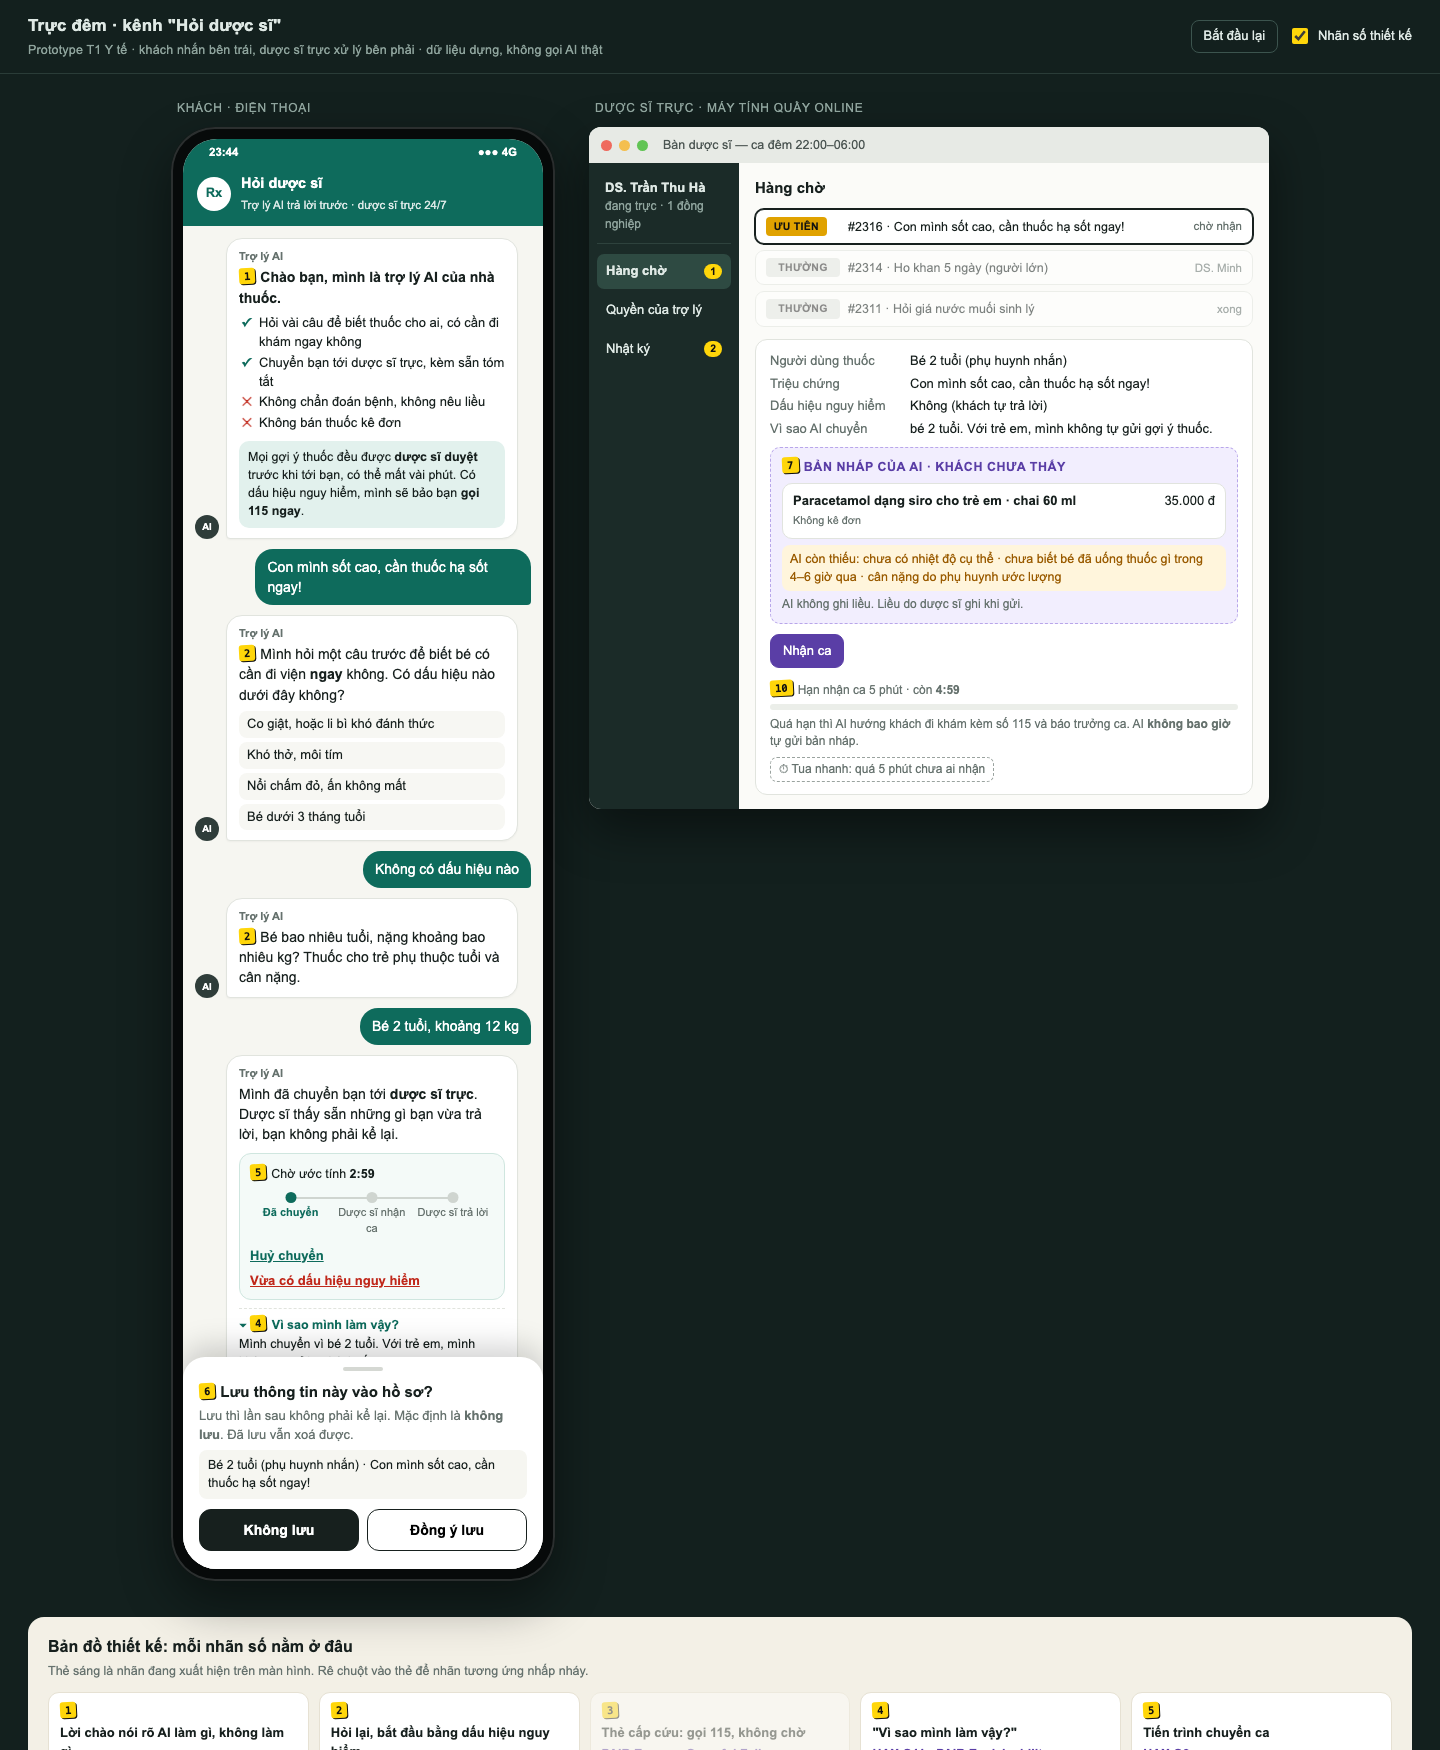 Trực đêm · kênh "Hỏi dược sĩ"
Prototype T1 Y tế · khách nhắn bên trái, dược sĩ trực xử lý bên phải · dữ liệu dựng, không gọi AI thật
Bắt đầu lại
Nhãn số thiết kế
KHÁCH · ĐIỆN THOẠI
23:44
●●● 4G
Rx
Hỏi dược sĩ
Trợ lý AI trả lời trước · dược sĩ trực 24/7
Trợ lý AI
1 Chào bạn, mình là trợ lý AI của nhà
thuốc.
✓ Hỏi vài câu để biết thuốc cho ai, có cần đi
khám ngay không
✓ Chuyển bạn tới dược sĩ trực, kèm sẵn tóm
tắt
✕ Không chẩn đoán bệnh, không nêu liều
✕ Không bán thuốc kê đơn
Mọi gợi ý thuốc đều được dược sĩ duyệt
trước khi tới bạn, có thể mất vài phút. Có
dấu hiệu nguy hiểm, mình sẽ bảo bạn gọi
115 ngay.
AI
Con mình sốt cao, cần thuốc hạ sốt
ngay!
Trợ lý AI
2 Mình hỏi một câu trước để biết bé có
cần đi viện ngay không. Có dấu hiệu nào
dưới đây không?
Co giật, hoặc li bì khó đánh thức
Khó thở, môi tím
Nổi chấm đỏ, ấn không mất
Bé dưới 3 tháng tuổi
AI
Không có dấu hiệu nào
Trợ lý AI
2 Bé bao nhiêu tuổi, nặng khoảng bao
nhiêu kg? Thuốc cho trẻ phụ thuộc tuổi và
cân nặng.
AI
Bé 2 tuổi, khoảng 12 kg
Trợ lý AI
Mình đã chuyển bạn tới dược sĩ trực.
Dược sĩ thấy sẵn những gì bạn vừa trả
lời, bạn không phải kể lại.
5 Chờ ước tính 2:59
Đã chuyển
Dược sĩ nhận
ca
Dược sĩ trả lời
Huỷ chuyển
Vừa có dấu hiệu nguy hiểm
4 Vì sao mình làm vậy?
Mình chuyển vì bé 2 tuổi. Với trẻ em, mình
6 Lưu thông tin này vào hồ sơ?
Lưu thì lần sau không phải kể lại. Mặc định là không
lưu. Đã lưu vẫn xoá được.
Bé 2 tuổi (phụ huynh nhắn) · Con mình sốt cao, cần
thuốc hạ sốt ngay!
Không lưu
Đồng ý lưu
DƯỢC SĨ TRỰC · MÁY TÍNH QUẦY ONLINE
Bàn dược sĩ — ca đêm 22:00–06:00
DS. Trần Thu Hà
đang trực · 1 đồng
nghiệp
Hàng chờ 1
Quyền của trợ lý
Nhật ký 2
Hàng chờ
ƯU TIÊN #2316 · Con mình sốt cao, cần thuốc hạ sốt ngay! chờ nhận
THƯỜNG #2314 · Ho khan 5 ngày (người lớn) DS. Minh
THƯỜNG #2311 · Hỏi giá nước muối sinh lý xong
Người dùng thuốc Bé 2 tuổi (phụ huynh nhắn)
Triệu chứng Con mình sốt cao, cần thuốc hạ sốt ngay!
Dấu hiệu nguy hiểm Không (khách tự trả lời)
Vì sao AI chuyển bé 2 tuổi. Với trẻ em, mình không tự gửi gợi ý thuốc.
7 BẢN NHÁP CỦA AI · KHÁCH CHƯA THẤY
Paracetamol dạng siro cho trẻ em · chai 60 ml 35.000 đ
Không kê đơn
AI còn thiếu: chưa có nhiệt độ cụ thể · chưa biết bé đã uống thuốc gì trong
4–6 giờ qua · cân nặng do phụ huynh ước lượng
AI không ghi liều. Liều do dược sĩ ghi khi gửi.
Nhận ca
10 Hạn nhận ca 5 phút · còn 4:59
Quá hạn thì AI hướng khách đi khám kèm số 115 và báo trưởng ca. AI không bao giờ
tự gửi bản nháp.
⏱ Tua nhanh: quá 5 phút chưa ai nhận
Bản đồ thiết kế: mỗi nhãn số nằm ở đâu
Thẻ sáng là nhãn đang xuất hiện trên màn hình. Rê chuột vào thẻ để nhãn tương ứng nhấp nháy.
1
Lời chào nói rõ AI làm gì, không làm
2
Hỏi lại, bắt đầu bằng dấu hiệu nguy
3
Thẻ cấp cứu: gọi 115, không chờ
4
"Vì sao mình làm vậy?"
5
Tiến trình chuyển ca